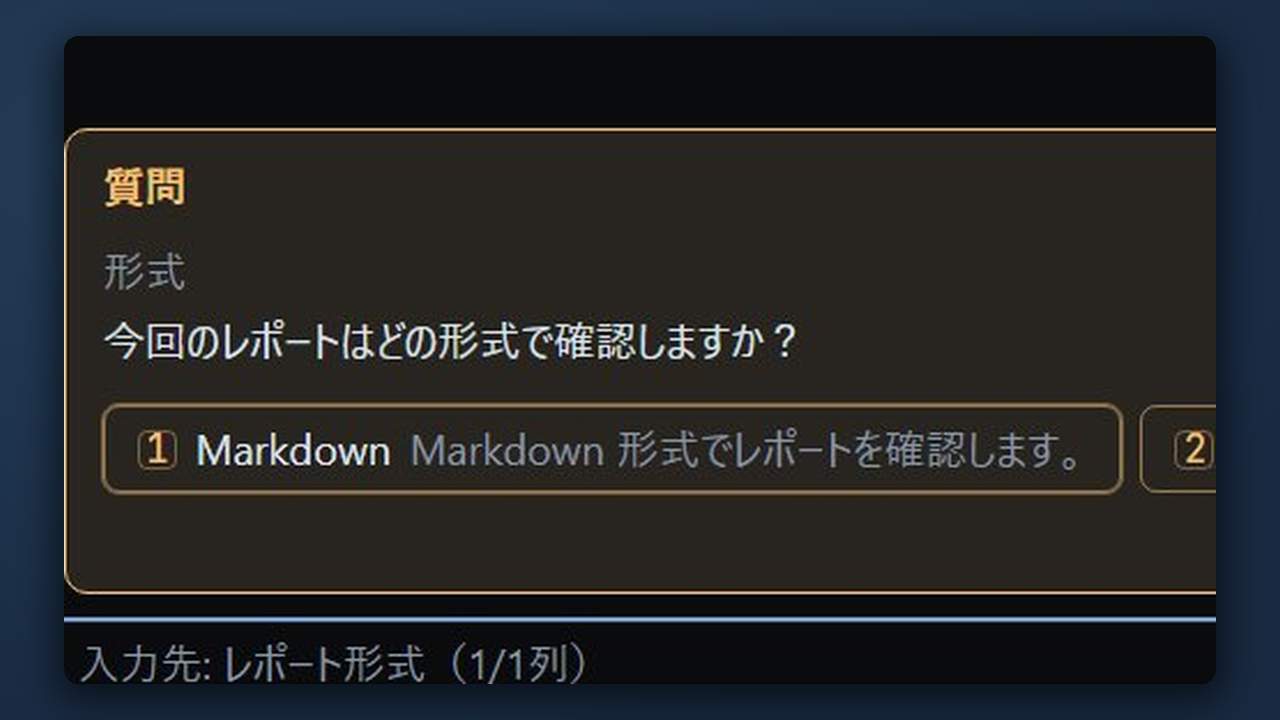 質問
形式
今回のレポートはどの形式で確認しますか？
1 Markdown Markdown 形式でレポートを確認します。 2
入力先: レポート形式（1/1列）